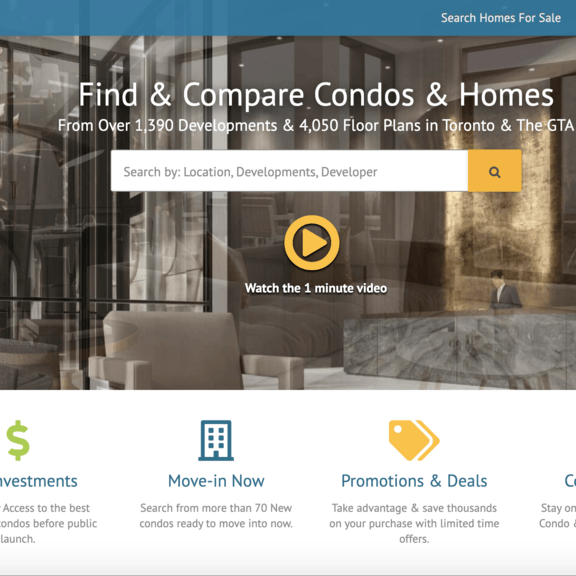 Search Homes For Sale
Find & Compare Condos & Homes
From Over 1,390 Developments & 4,050 Floor Plans in Toronto & The GTA
Search by: Location, Developments, Developer
Watch the 1 minute video
Move-in Now
Promotions & Deals
Access to the best
Search from more than 70 New
Take advantage & save thousands
Stay on
before public
condos ready to move into now.
on your purchase with limited time
Condo &
launch.
offers.